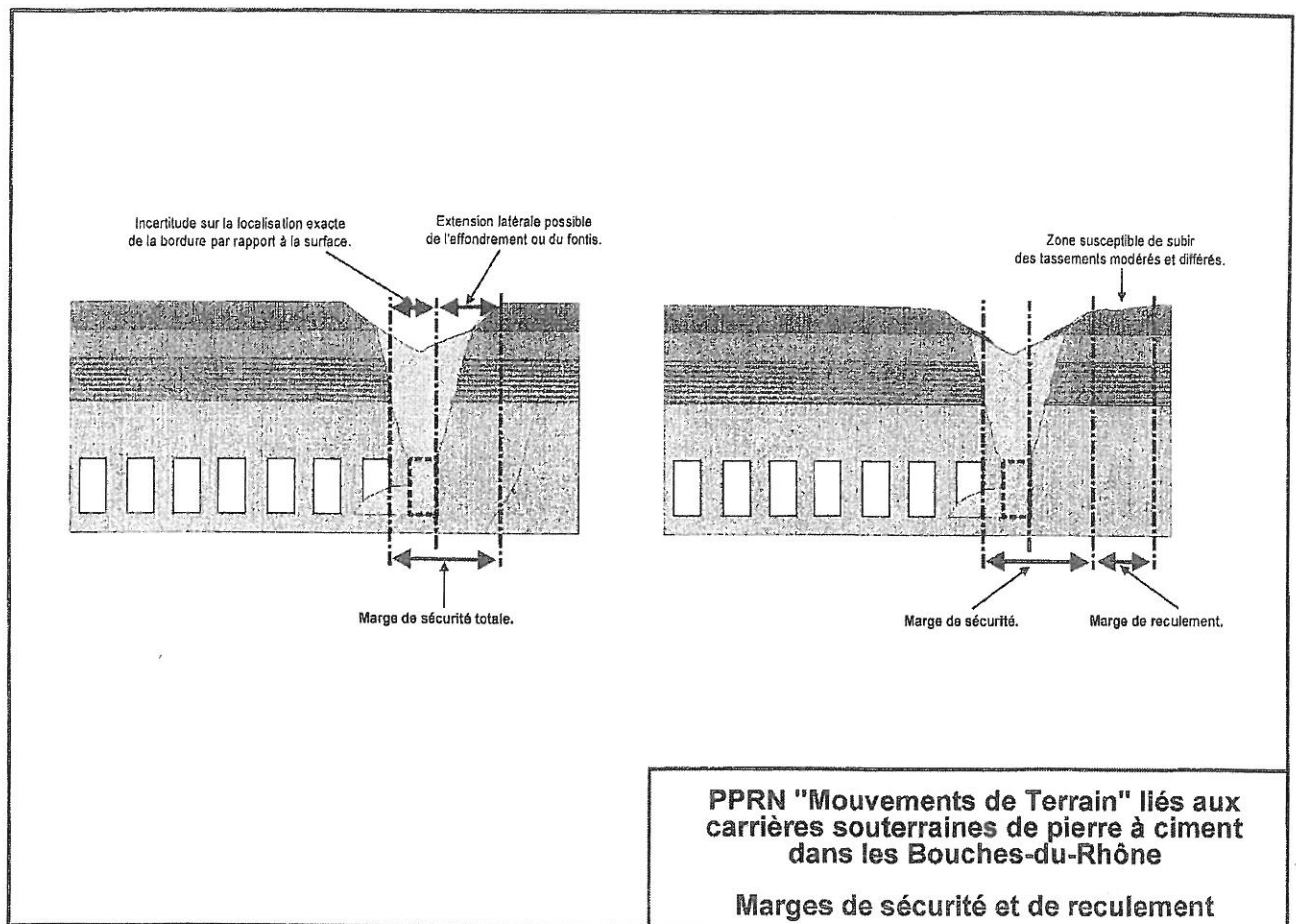 Incertitude sur la localisation exacte
de la bordure par rapport à la surface.
Extension latérale possible
de l'effondrement ou du fontis.
Zone susceptible de subir
des tassements modérés et différés.
Marge de sécurité totale.
Marge de sécurité.
Marge de reculement.
PPRN "Mouvements de Terrain" liés aux
carrières souterraines de pierre à ciment
dans les Bouches-du-Rhône
Marges de sécurité et de reculement